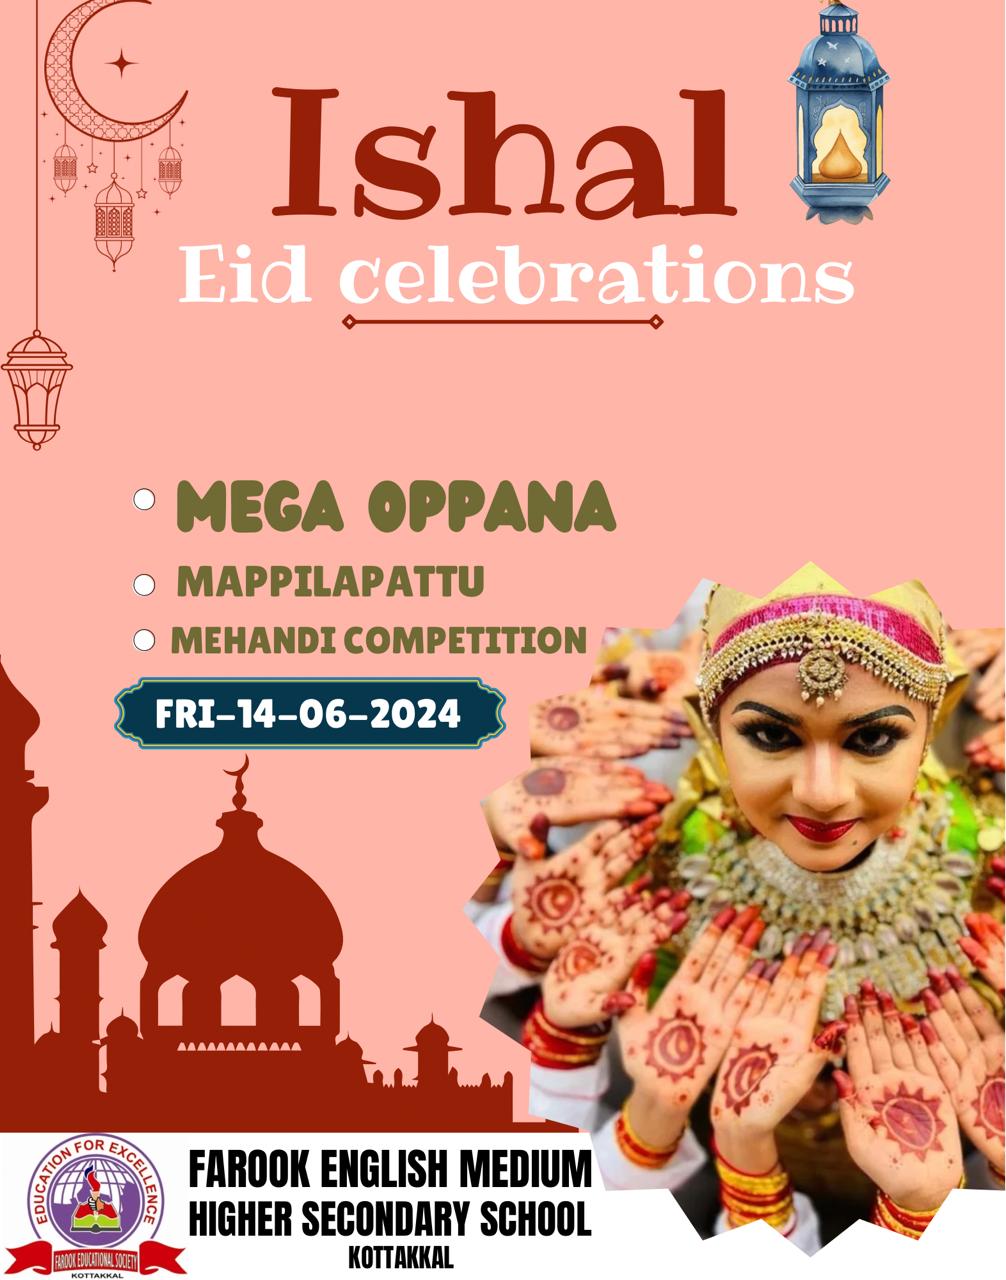 Ishal
Eid celebrations
MEGA OPPANA
MAPPILAPATTU
MEHANDI COMPETITION
FRI-14-06-2024
EDUCATION FOR EXCELLENCE
FAROOK EDUCATIONAL SOCIETY
KOTTAKKAL
FAROOK ENGLISH MEDIUM
HIGHER SECONDARY SCHOOL
KOTTAKKAL